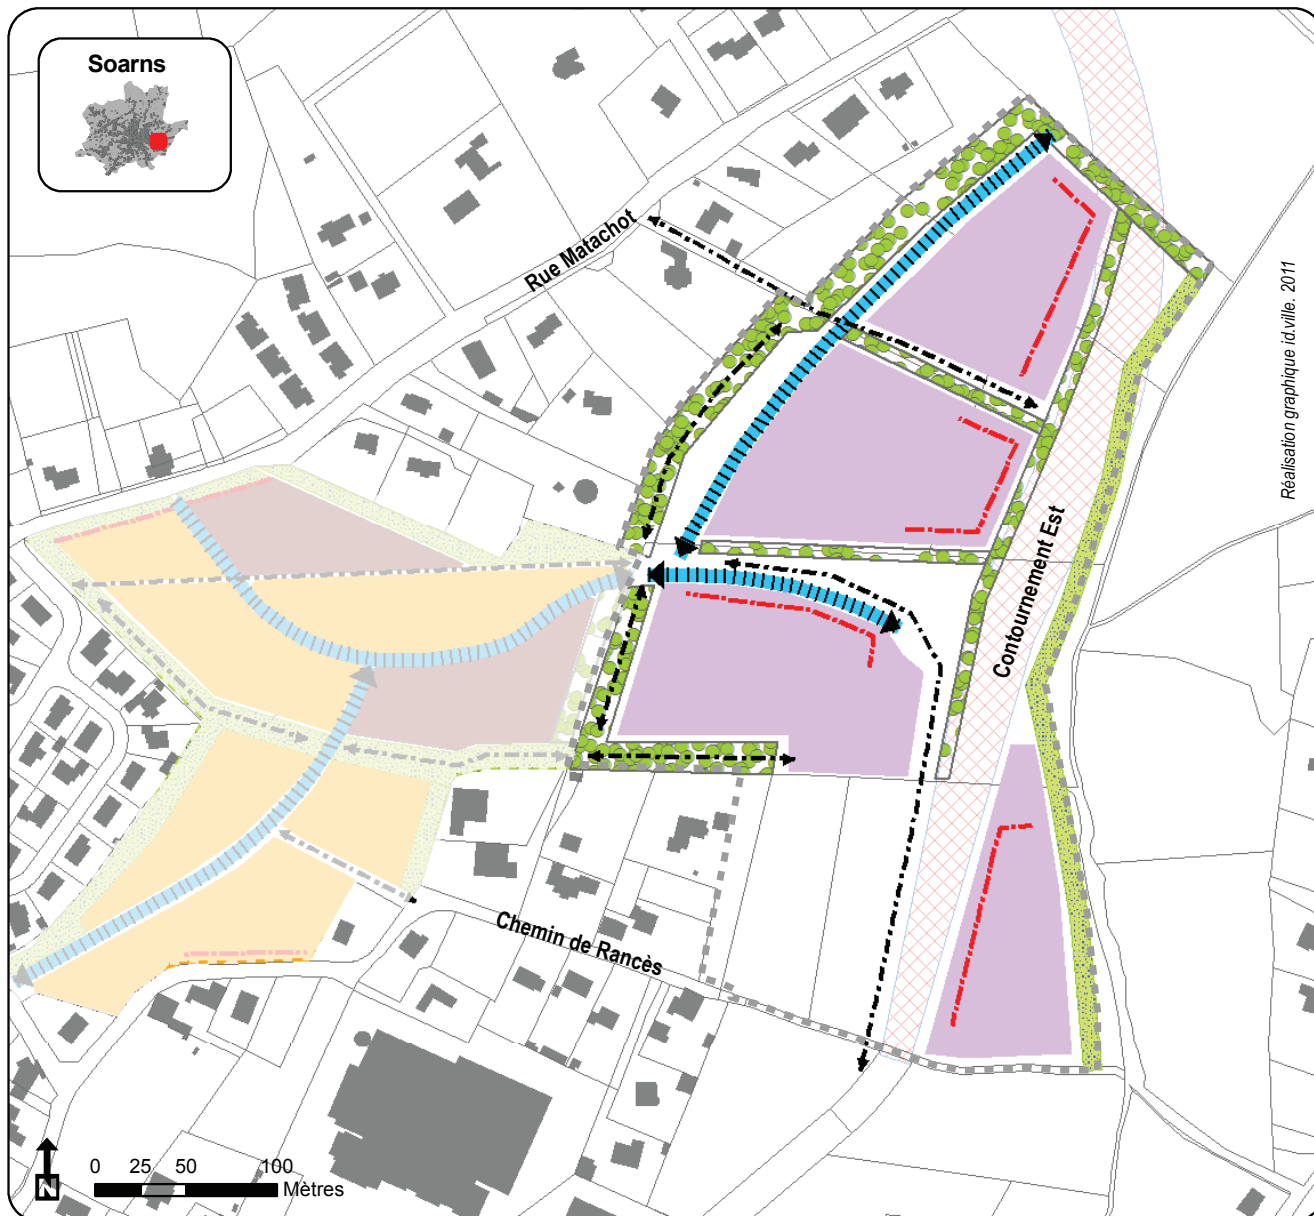 Soarns
Rue Matachot
Réalisation graphique id.ville. 2011
Contournement Est
Chemin de Rancès
0 25 50 100
Mètres
N